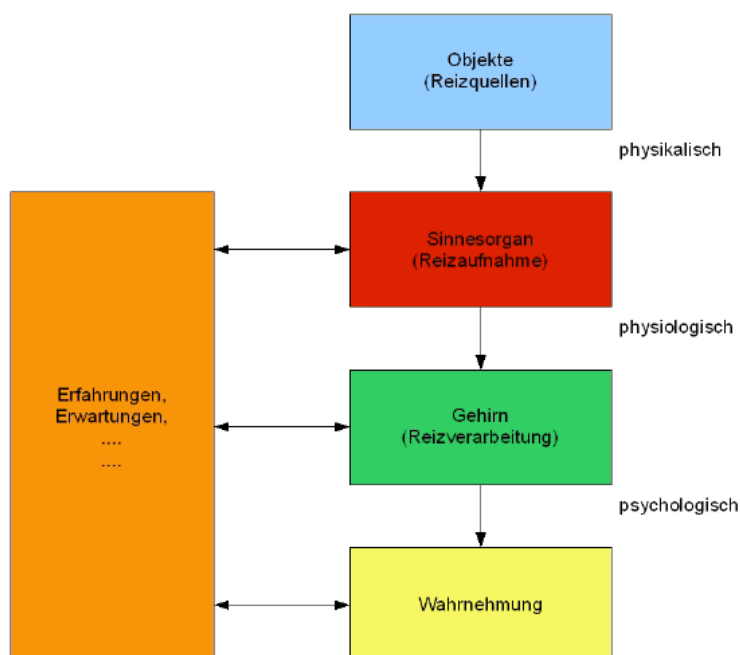 Objekte
(Reizquellen)
physikalisch
Sinnesorgan
(Reizaufnahme)
physiologisch
Erfahrungen,
Erwartungen,
....
....
Gehirn
(Reizverarbeitung)
psychologisch
Wahrnehmung